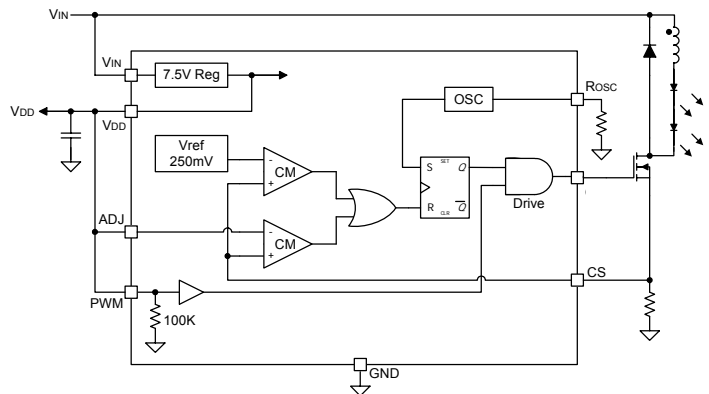 VIN
VIN
7.5V Reg
VDD
VDD
ROSC
OSC
Vref
250mV
-
+
CM
S
SET
Q
R
CLR
Q
Drive
ADJ
-
+
CM
CS
PWM
100K
GND